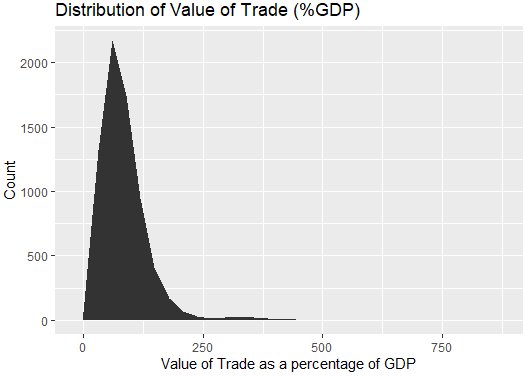 Distribution of Value of Trade (%GDP)
2000
1500
1000
500
0
Count
0 250 500 750
Value of Trade as a percentage of GDP